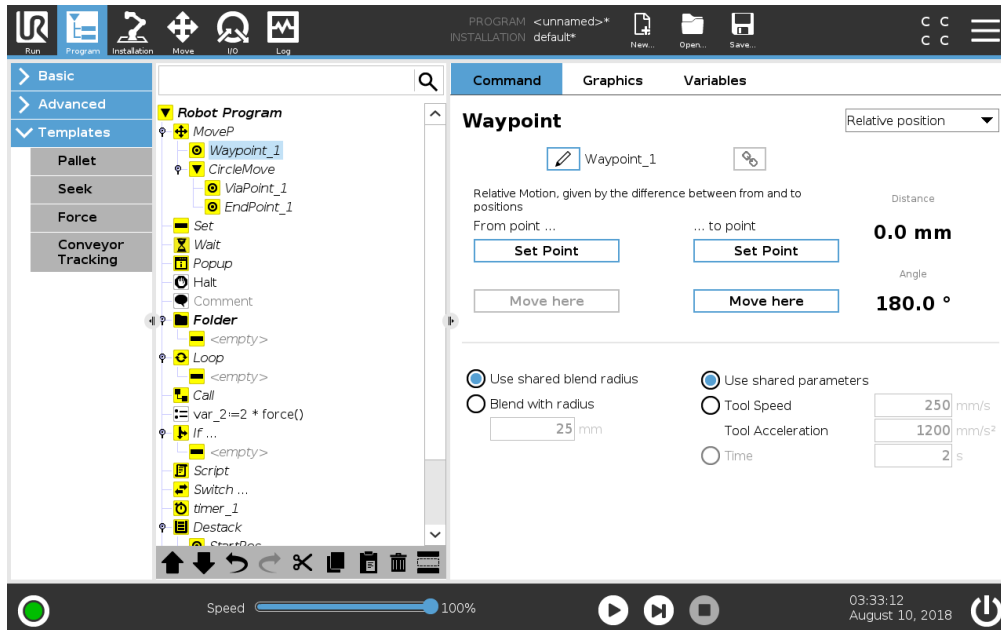 PROGRAM <unnamed>*
INSTALLATION default*
UR
Run
Program
Installation
Move
I/O
Log
New...
Open...
Save...
C C
C C
Basic
Advanced
Templates
Pallet
Seek
Force
Conveyor
Tracking
Robot Program
MoveP
Waypoint_1
CircleMove
ViaPoint_1
EndPoint_1
Set
Wait
Popup
Halt
Comment
Folder
<empty>
Loop
<empty>
Call
var_2:=2 * force()
If ...
<empty>
Script
Switch ...
timer_1
Destack
StartPos
Command Graphics Variables
Waypoint
Relative position
Waypoint_1
Relative Motion, given by the difference between from and to
positions
From point ...
... to point
Set Point
Set Point
Move here
Move here
Distance
0.0 mm
Angle
180.0 °
Use shared blend radius
Blend with radius
25 mm
Use shared parameters
Tool Speed 250 mm/s
Tool Acceleration 1200 mm/s²
Time 2 s
Speed 100%
03:33:12
August 10, 2018